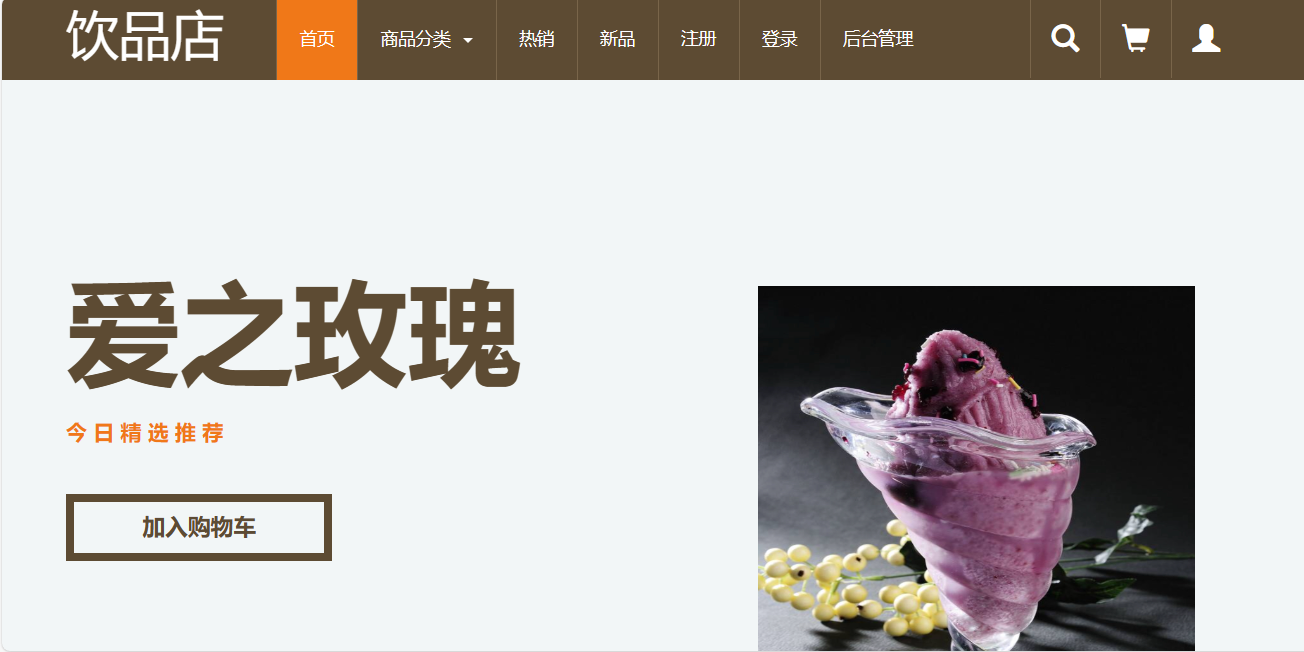 饮品店
首页 商品分类 热销 新品 注册 登录 后台管理
爱之玫瑰
今日精选推荐
加入购物车